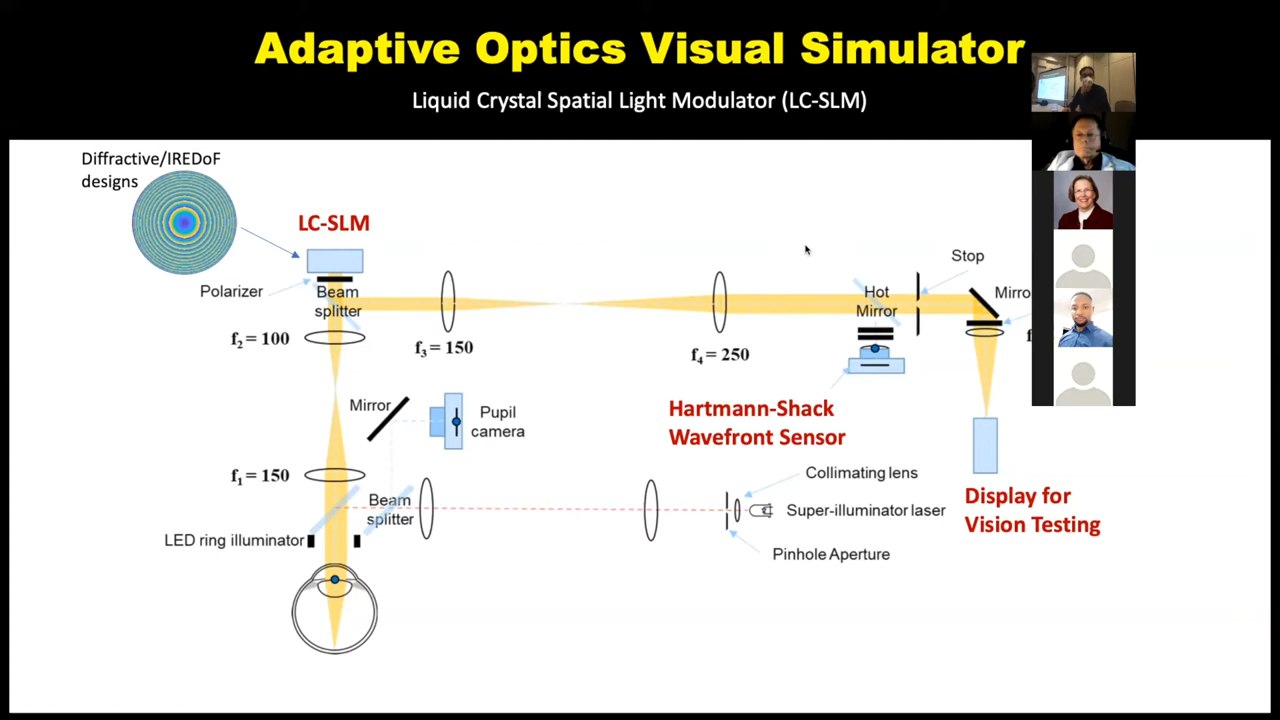 Adaptive Optics Visual Simulator
Liquid Crystal Spatial Light Modulator (LC-SLM)
Diffractive/IREDoF
designs
LC-SLM
Polarizer
Beam
splitter
f₂ = 100
f₃ = 150
f₄ = 250
Hot
Mirror
Stop
Mirro
f
Mirror
Pupil
camera
Hartmann-Shack
Wavefront Sensor
f₁ = 150
Beam
splitter
Collimating lens
Super-illuminator laser
Pinhole Aperture
Display for
Vision Testing
LED ring illuminator